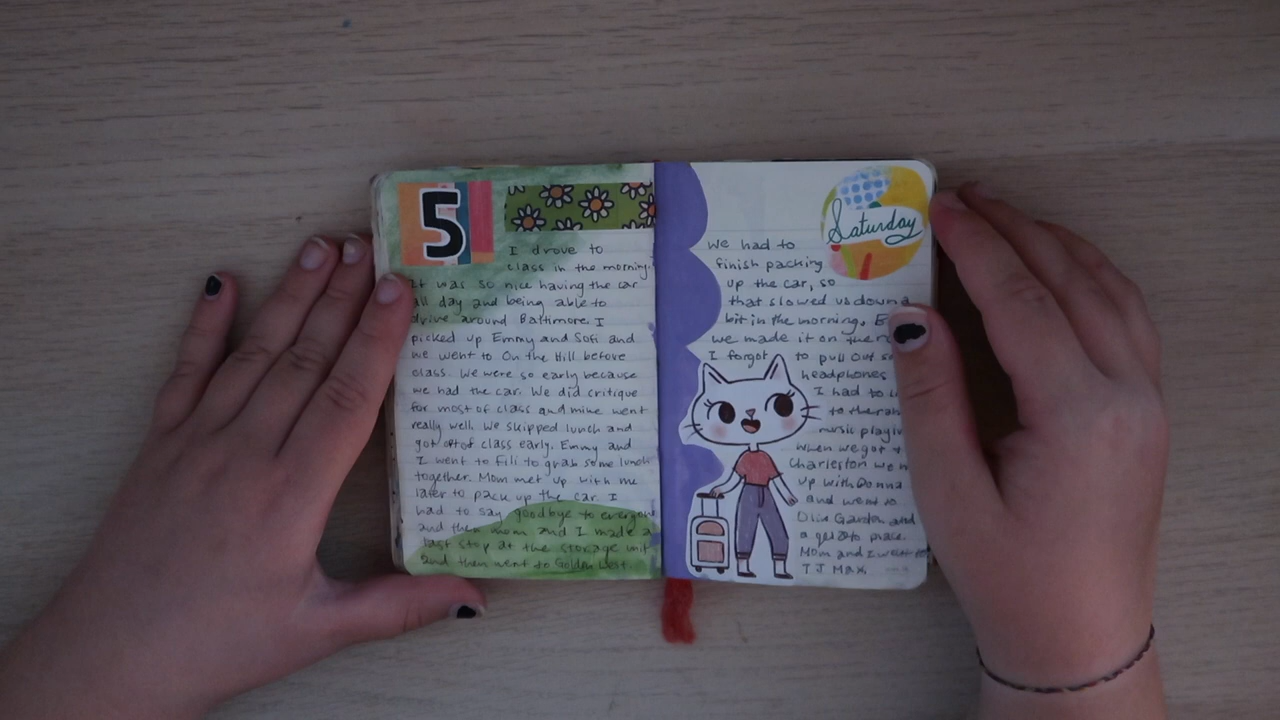 5
I drove to
class in the morning.
It was so nice having the car
all day and being able to
drive around Baltimore. I
picked up Emmy and Sofi and
we went to On the Hill before
class. We were so early because
we had the car. We did critique
for most of class and mine went
really well. We skipped lunch and
got out of class early. Emmy and
I went to Fili to grab some lunch
together. Mom met up with me
later to pack up the car. I
had to say goodbye to everyone
and then mom and I made a
last stop at the storage unit
and then went to Golden West.
Saturday
We had to
finish packing
up the car, so
that slowed us down a
bit in the morning.
we made it on
I forgot to pull out
headphones
I had to
to the
music
when we got
Charleston we
up with Donna
and went to
Olive Garden and
a gelato place.
Mom and I went to
TJ Max.